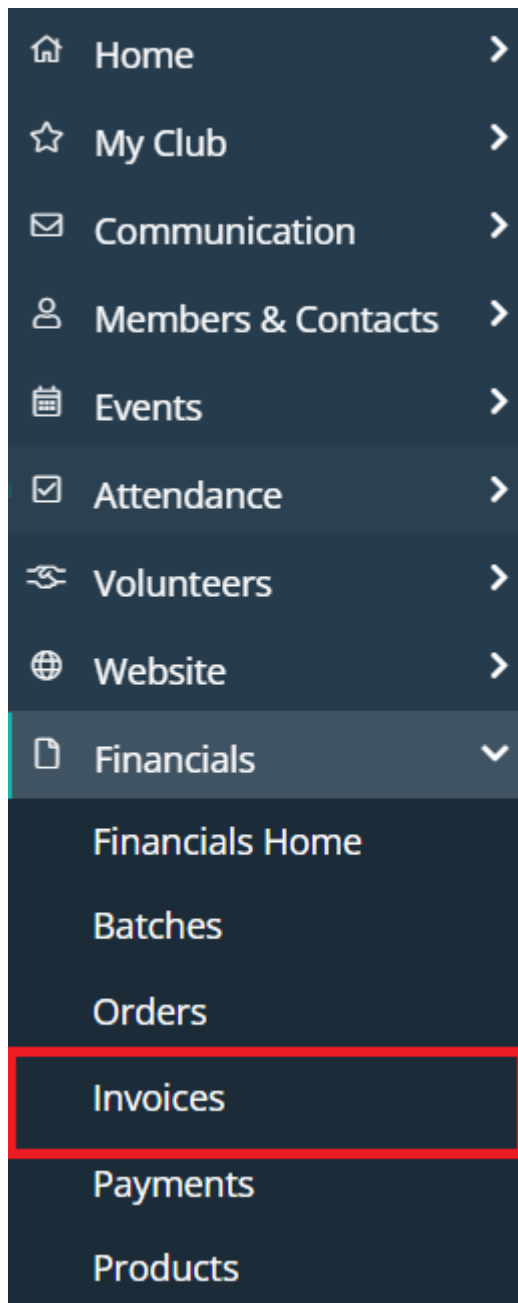 Home
My Club
Communication
Members & Contacts
Events
Attendance
Volunteers
Website
Financials
Financials Home
Batches
Orders
Invoices
Payments
Products